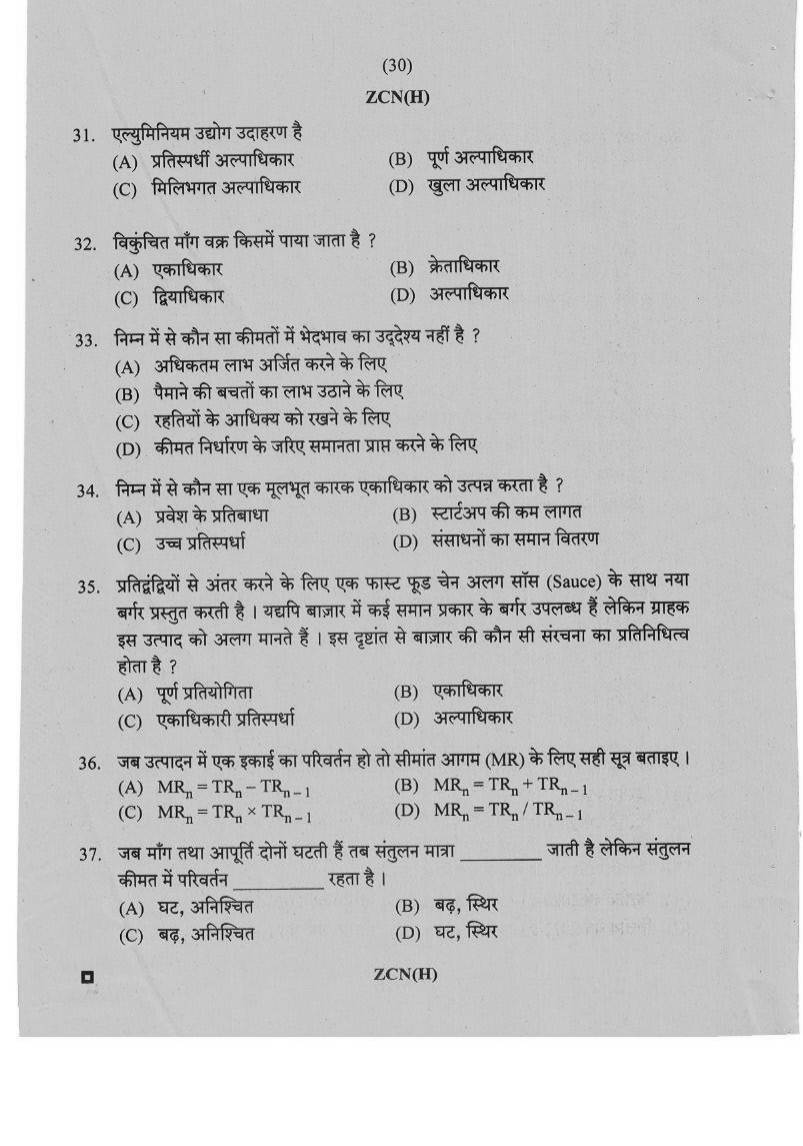 (30)
ZCN(H)
31. एल्युमिनियम उद्योग उदाहरण है
(A) प्रतिस्पर्धी अल्पाधिकार (B) पूर्ण अल्पाधिकार
(C) मिलिभगत अल्पाधिकार (D) खुला अल्पाधिकार
32. विकुंचित माँग वक्र किसमें पाया जाता है ?
(A) एकाधिकार (B) क्रेताधिकार
(C) द्वियाधिकार (D) अल्पाधिकार
33. निम्न में से कौन सा कीमतों में भेदभाव का उद्देश्य नहीं है ?
(A) अधिकतम लाभ अर्जित करने के लिए
(B) पैमाने की बचतों का लाभ उठाने के लिए
(C) रहतियों के आधिक्य को रखने के लिए
(D) कीमत निर्धारण के जरिए समानता प्राप्त करने के लिए
34. निम्न में से कौन सा एक मूलभूत कारक एकाधिकार को उत्पन्न करता है ?
(A) प्रवेश के प्रतिबाधा (B) स्टार्टअप की कम लागत
(C) उच्च प्रतिस्पर्धा (D) संसाधनों का समान वितरण
35. प्रतिद्वंद्वियों से अंतर करने के लिए एक फास्ट फूड चेन अलग सॉस (Sauce) के साथ नया
बर्गर प्रस्तुत करती है । यद्यपि बाज़ार में कई समान प्रकार के बर्गर उपलब्ध हैं लेकिन ग्राहक
इस उत्पाद को अलग मानते हैं । इस दृष्टांत से बाज़ार की कौन सी संरचना का प्रतिनिधित्व
होता है ?
(A) पूर्ण प्रतियोगिता (B) एकाधिकार
(C) एकाधिकारी प्रतिस्पर्धा (D) अल्पाधिकार
36. जब उत्पादन में एक इकाई का परिवर्तन हो तो सीमांत आगम (MR) के लिए सही सूत्र बताइए ।
(A) MRn = TRn – TRn – 1 (B) MRn = TRn + TRn – 1
(C) MRn = TRn × TRn – 1 (D) MRn = TRn / TRn – 1
37. जब माँग तथा आपूर्ति दोनों घटती हैं तब संतुलन मात्रा _________ जाती है लेकिन संतुलन
कीमत में परिवर्तन __________ रहता है ।
(A) घट, अनिश्चित (B) बढ़, स्थिर
(C) बढ़, अनिश्चित (D) घट, स्थिर
ZCN(H)